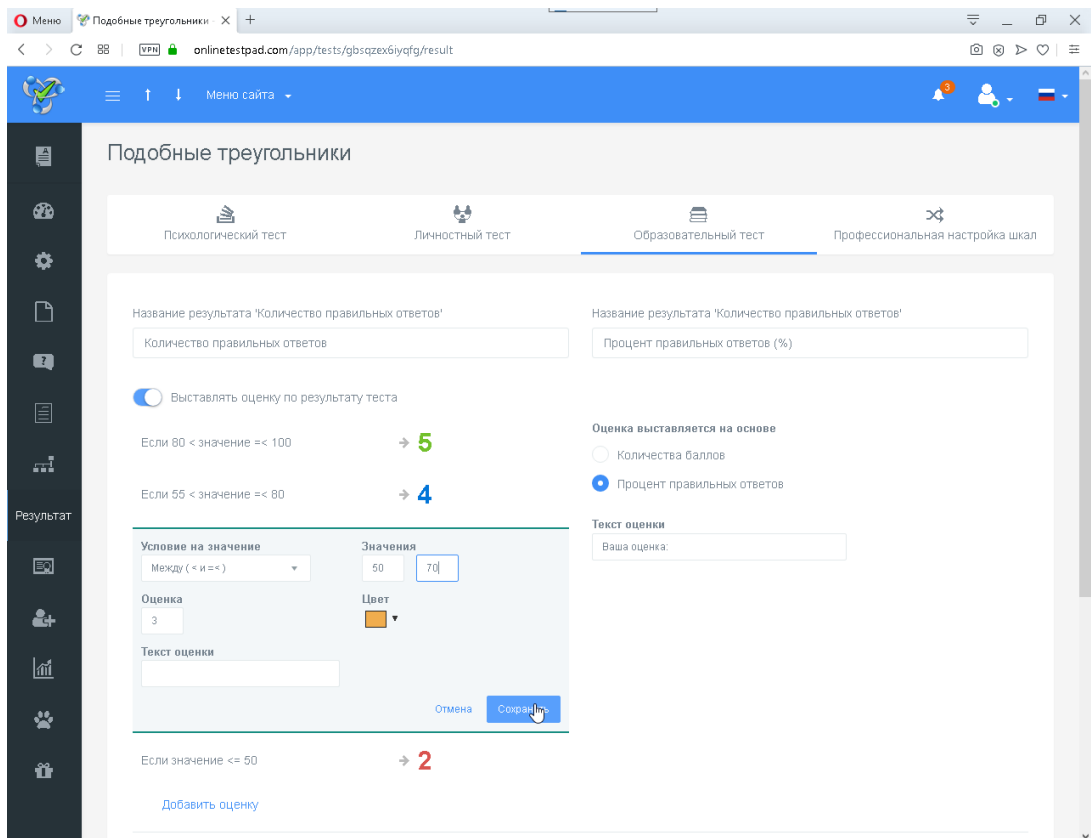 Меню
Подобные треугольники -
VPN
onlinetestpad.com/app/tests/gbsqzex6iyqfg/result
Меню сайта
3
Подобные треугольники
Психологический тест
Личностный тест
Образовательный тест
Профессиональная настройка шкал
Название результата 'Количество правильных ответов'
Название результата 'Количество правильных ответов'
Количество правильных ответов
Процент правильных ответов (%)
Выставлять оценку по результату теста
Оценка выставляется на основе
Если 80 < значение =< 100
5
Количества баллов
Процент правильных ответов
Если 55 < значение =< 80
4
Результат
Текст оценки
Ваша оценка:
Условие на значение
Значения
Между ( < и =< )
50
70
Оценка
Цвет
3
Текст оценки
Отмена
Сохранить
Если значение <= 50
2
Добавить оценку